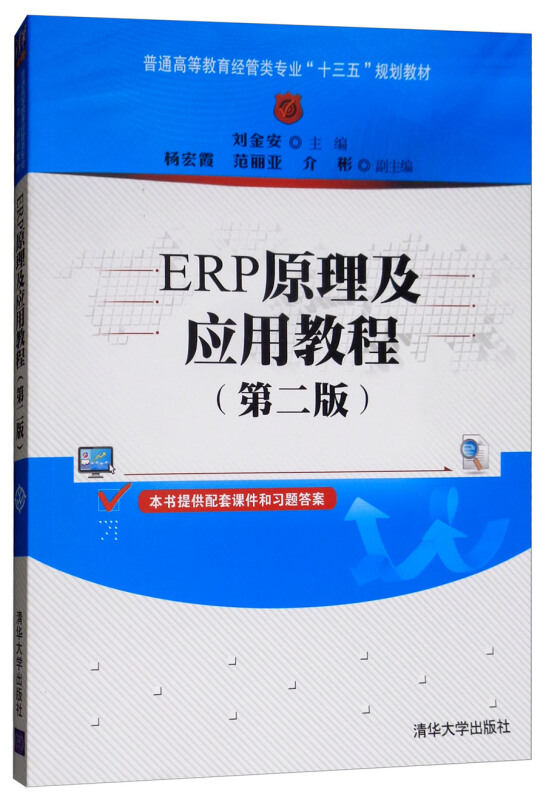 普通高等教育经管类专业“十三五”规划教材
刘金安◎主 编
杨宏霞 范丽亚 介 彬◎副主编
ERP原理及
应用教程
(第二版)
本书提供配套课件和习题答案
清华大学出版社
ERP原理及应用教程(第二版)
清华大学出版社